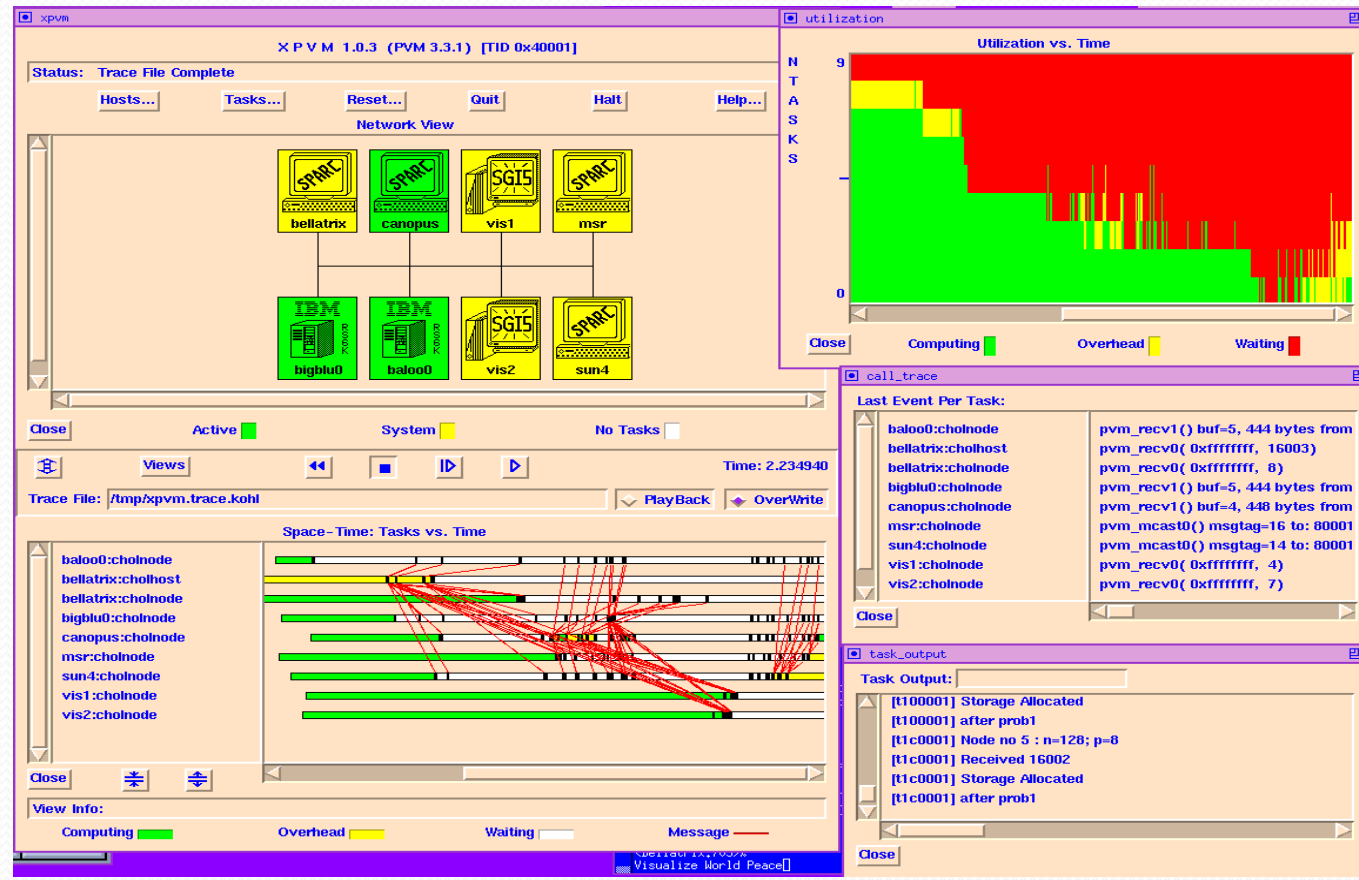 xpvm
X P V M 1.0.3 (PVM 3.3.1) [TID 0x40001]
Status: Trace File Complete
Hosts... Tasks... Reset... Quit Halt Help...
Network View
SPARC SPARC SGI5 SPARC
bellatrix canopus vis1 msr
IBM IBM SGI5 SPARC
bigblu0 baloo0 vis2 sun4
Close Active System No Tasks
Views Time: 2.234940
Trace File: /tmp/xpvm.trace.kohl PlayBack OverWrite
Space-Time: Tasks vs. Time
baloo0:cholnode
bellatrix:cholhost
bellatrix:cholnode
bigblu0:cholnode
canopus:cholnode
msr:cholnode
sun4:cholnode
vis1:cholnode
vis2:cholnode
Close
View Info:
Computing Overhead Waiting Message
utilization
Utilization vs. Time
NTASKS
9
0
Close Computing Overhead Waiting
call_trace
Last Event Per Task:
baloo0:cholnode pvm_recv1() buf=5, 444 bytes from
bellatrix:cholhost pvm_recv0( 0xffffffff, 16003)
bellatrix:cholnode pvm_recv0( 0xffffffff, 8)
bigblu0:cholnode pvm_recv1() buf=5, 444 bytes from
canopus:cholnode pvm_recv1() buf=4, 448 bytes from
msr:cholnode pvm_mcast0() msgtag=16 to: 80001
sun4:cholnode pvm_mcast0() msgtag=14 to: 80001
vis1:cholnode pvm_recv0( 0xffffffff, 4)
vis2:cholnode pvm_recv0( 0xffffffff, 7)
Close
task_output
Task Output:
[t100001] Storage Allocated
[t100001] after prob1
[t1c0001] Node no 5 : n=128; p=8
[t1c0001] Received 16002
[t1c0001] Storage Allocated
[t1c0001] after prob1
Close
Visualize World Peace